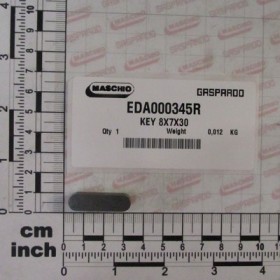 MASCHIO
GASPARDO
EDA000345R
KEY 8X7X30
Qty 1 Weight 0,012 KG
cm
inch